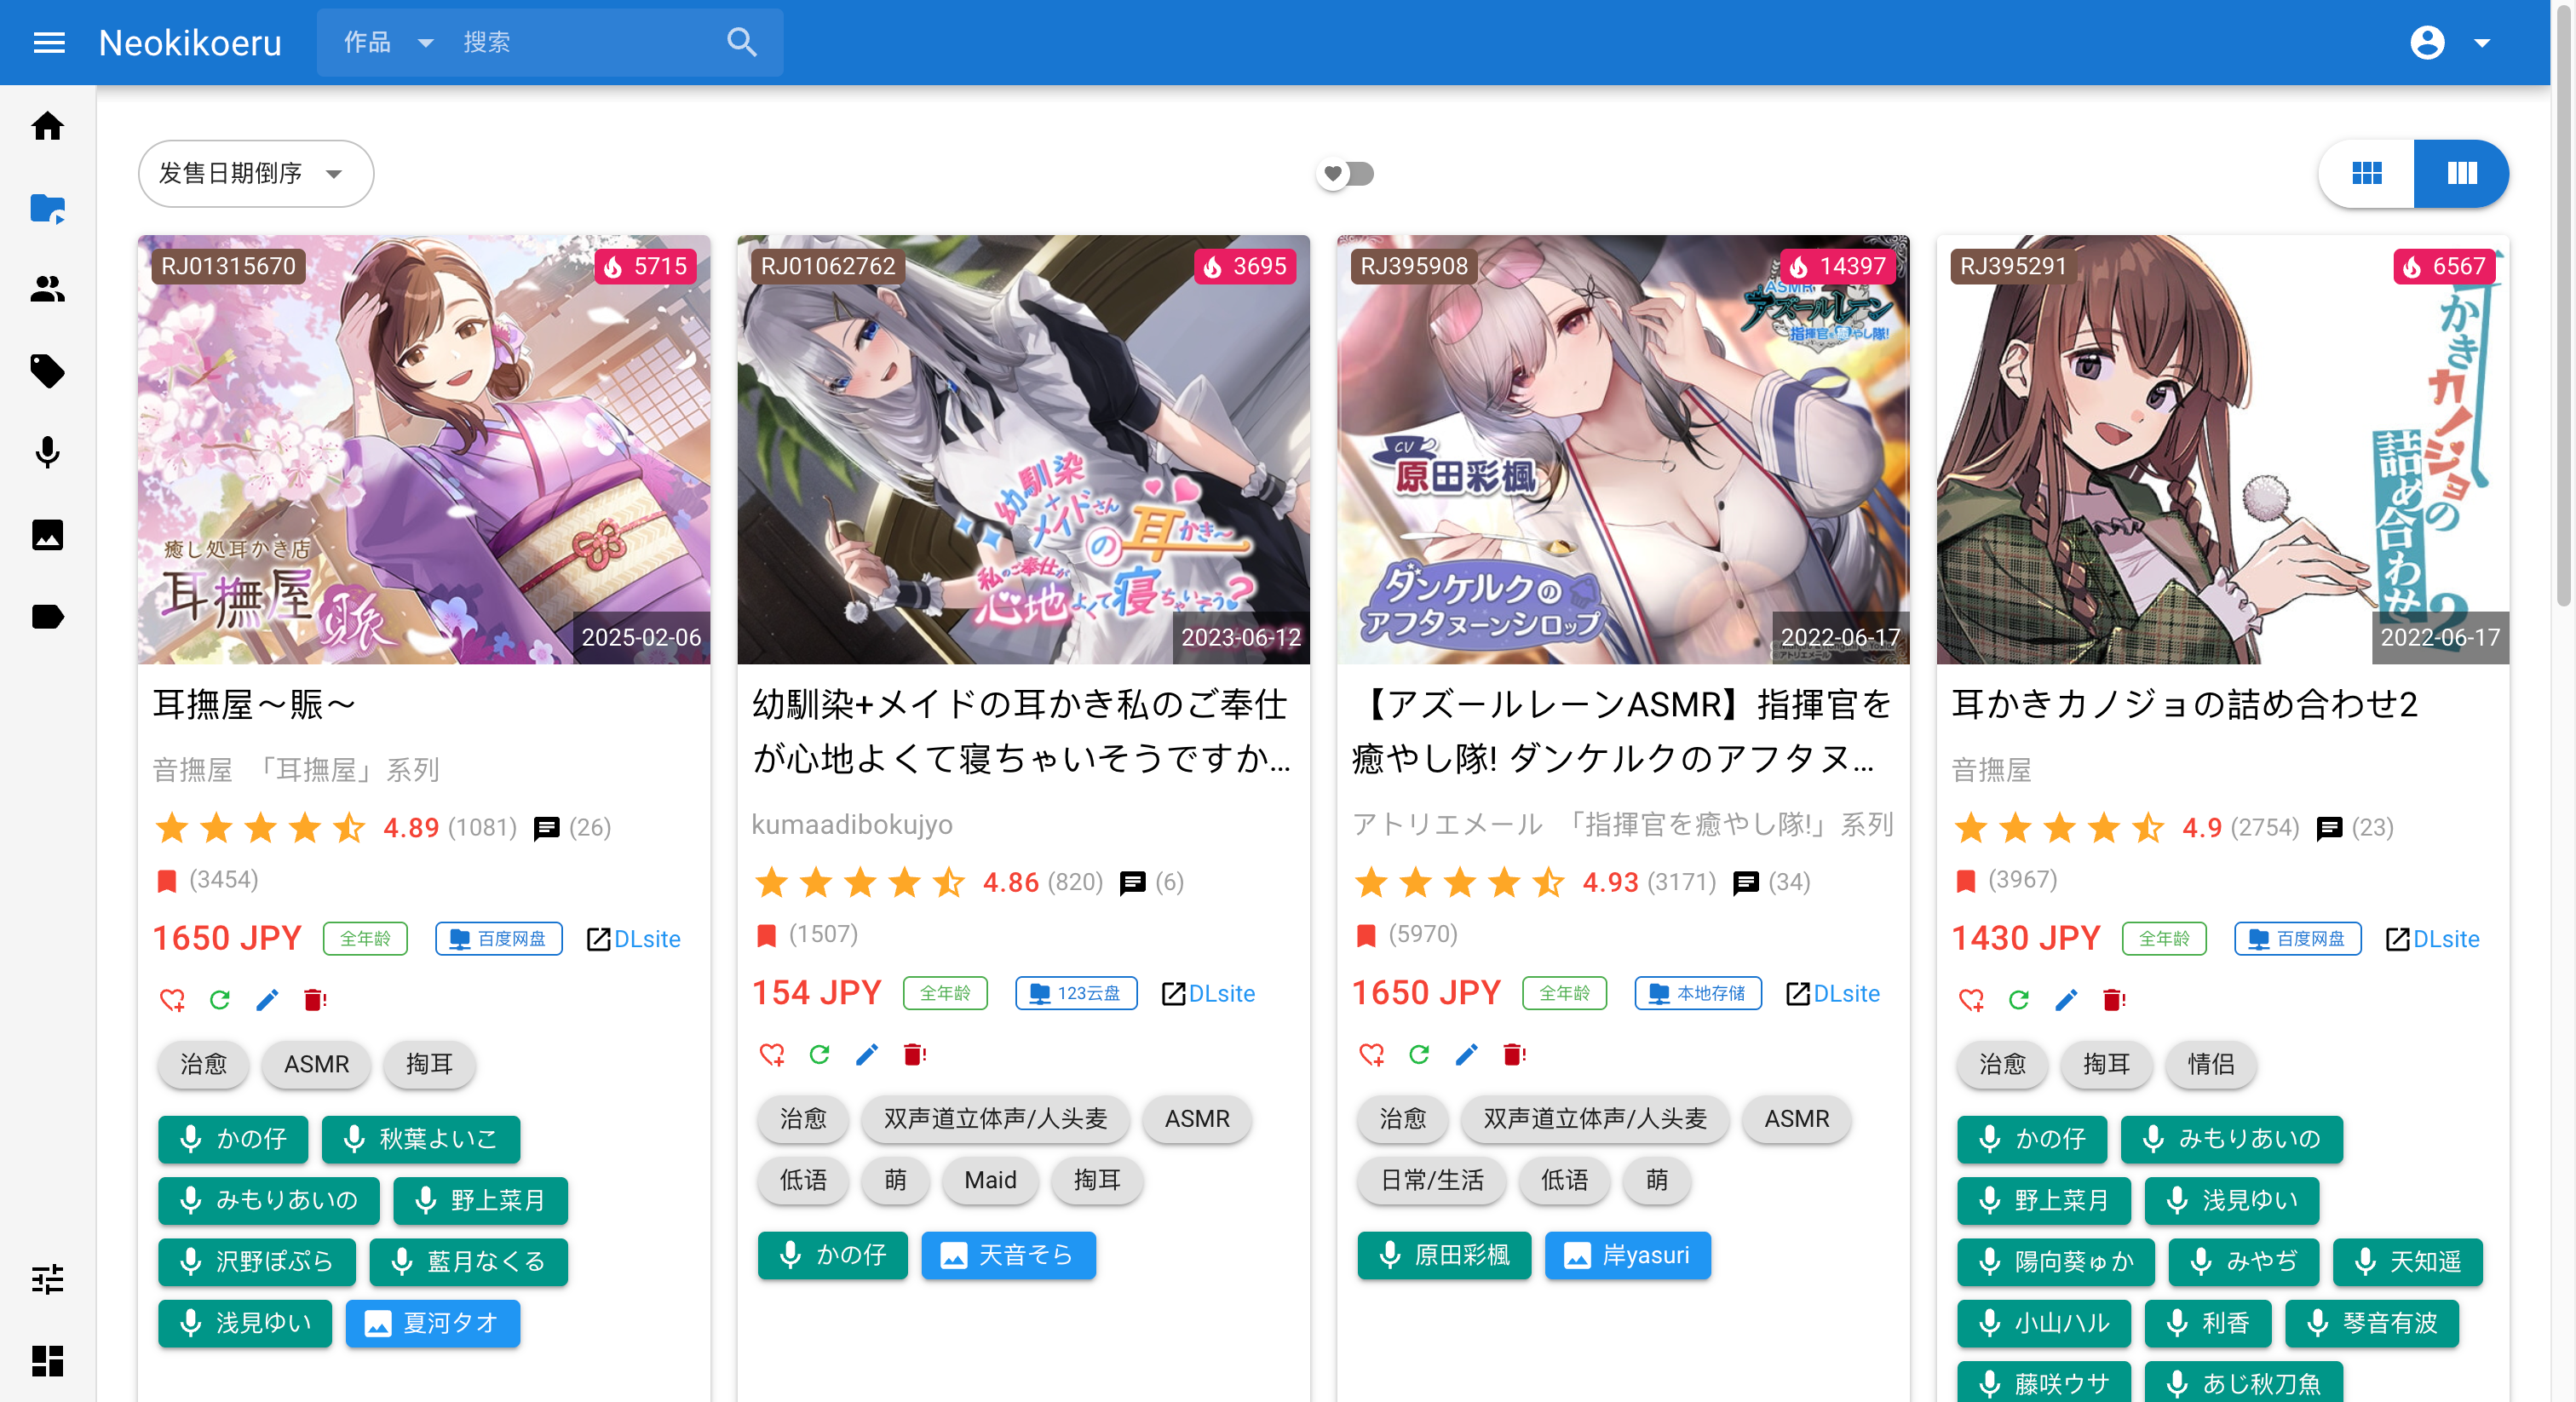 Neokikoeru
作品
搜索
发售日期倒序
RJ01315670
5715
癒し処耳かき店
耳撫屋
賑
2025-02-06
耳撫屋～賑～
音撫屋 「耳撫屋」系列
4.89 (1081) (26)
(3454)
1650 JPY 全年龄 百度网盘 DLsite
治愈 ASMR 掏耳
かの仔 秋葉よいこ
みもりあいの 野上菜月
沢野ぽぷら 藍月なくる
浅見ゆい 夏河タオ
RJ01062762
3695
幼馴染
+メイドさん
の耳かき～
私のご奉仕が
心地よくて寝ちゃいそう?
2023-06-12
幼馴染+メイドの耳かき私のご奉仕
が心地よくて寝ちゃいそうですか...
kumaadibokujyo
4.86 (820) (6)
(1507)
154 JPY 全年龄 123云盘 DLsite
治愈 双声道立体声/人头麦 ASMR
低语 萌 Maid 掏耳
かの仔 天音そら
RJ395908
14397
ASMR
アズールレーン
指揮官を癒やし隊!
CV
原田彩楓
ダンケルクの
アフタヌーンシロップ
2022-06-17
アトリエメール
【アズールレーンASMR】指揮官を
癒やし隊! ダンケルクのアフタヌ...
アトリエメール 「指揮官を癒やし隊!」系列
4.93 (3171) (34)
(5970)
1650 JPY 全年龄 本地存储 DLsite
治愈 双声道立体声/人头麦 ASMR
日常/生活 低语 萌
原田彩楓 岸yasuri
RJ395291
6567
耳かきカノジョの
詰め合わせ2
2022-06-17
耳かきカノジョの詰め合わせ2
音撫屋
4.9 (2754) (23)
(3967)
1430 JPY 全年龄 百度网盘 DLsite
治愈 掏耳 情侣
かの仔 みもりあいの
野上菜月 浅見ゆい
陽向葵ゅか みやぢ 天知遥
小山ハル 利香 琴音有波
藤咲ウサ あじ秋刀魚